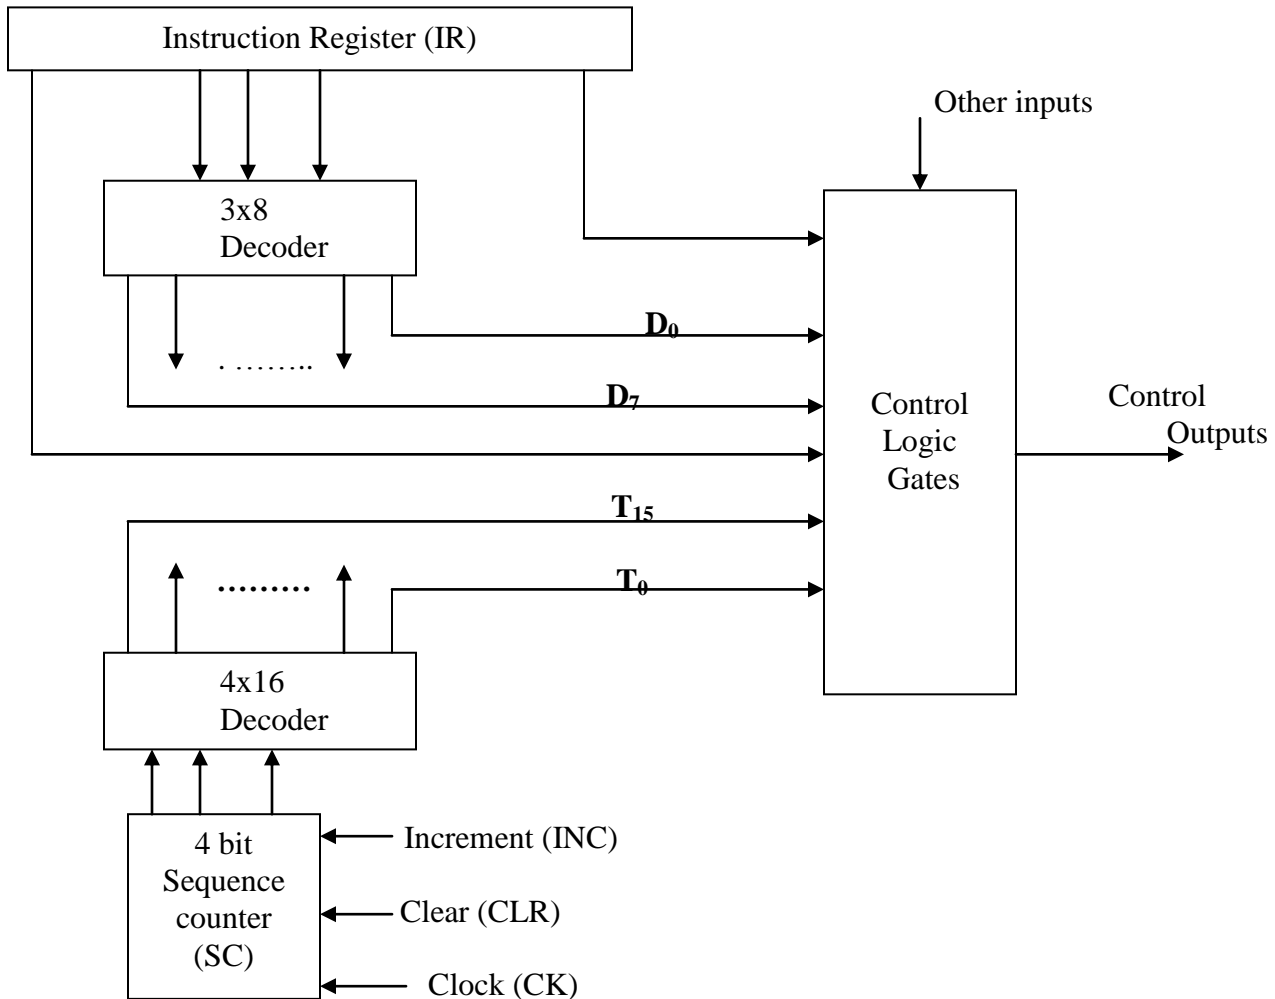 Instruction Register (IR)
Other inputs
3x8
Decoder
D₀
. ........
D₇
Control
Logic
Gates
Control
Outputs
T₁₅
.........
T₀
4x16
Decoder
4 bit
Sequence
counter
(SC)
Increment (INC)
Clear (CLR)
Clock (CK)